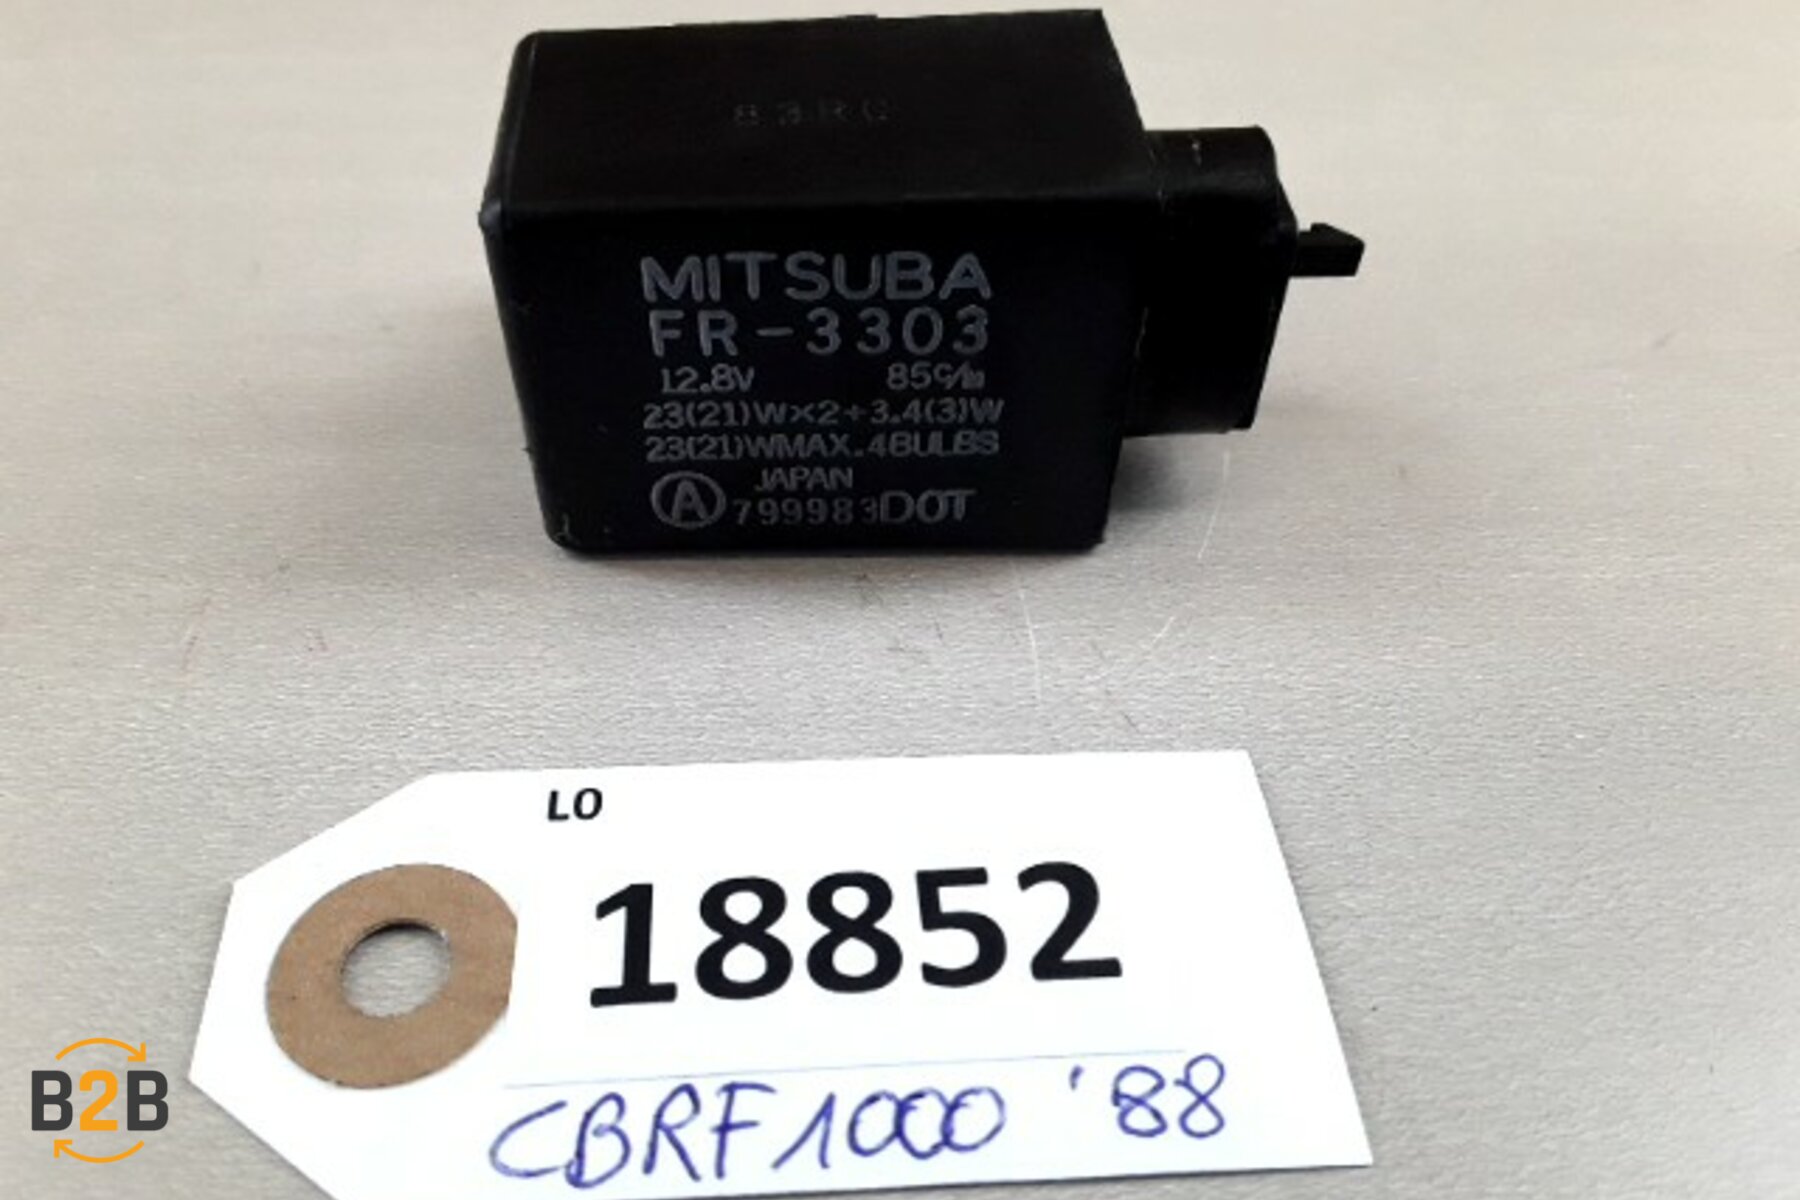 83RC
MITSUBA
FR-3303
12.8V 85c/m
23(21)W×2+3.4(3)W
23(21)WMAX.4BULBS
JAPAN
A 799983DOT
LO
18852
CBRF1000 '88
B2B